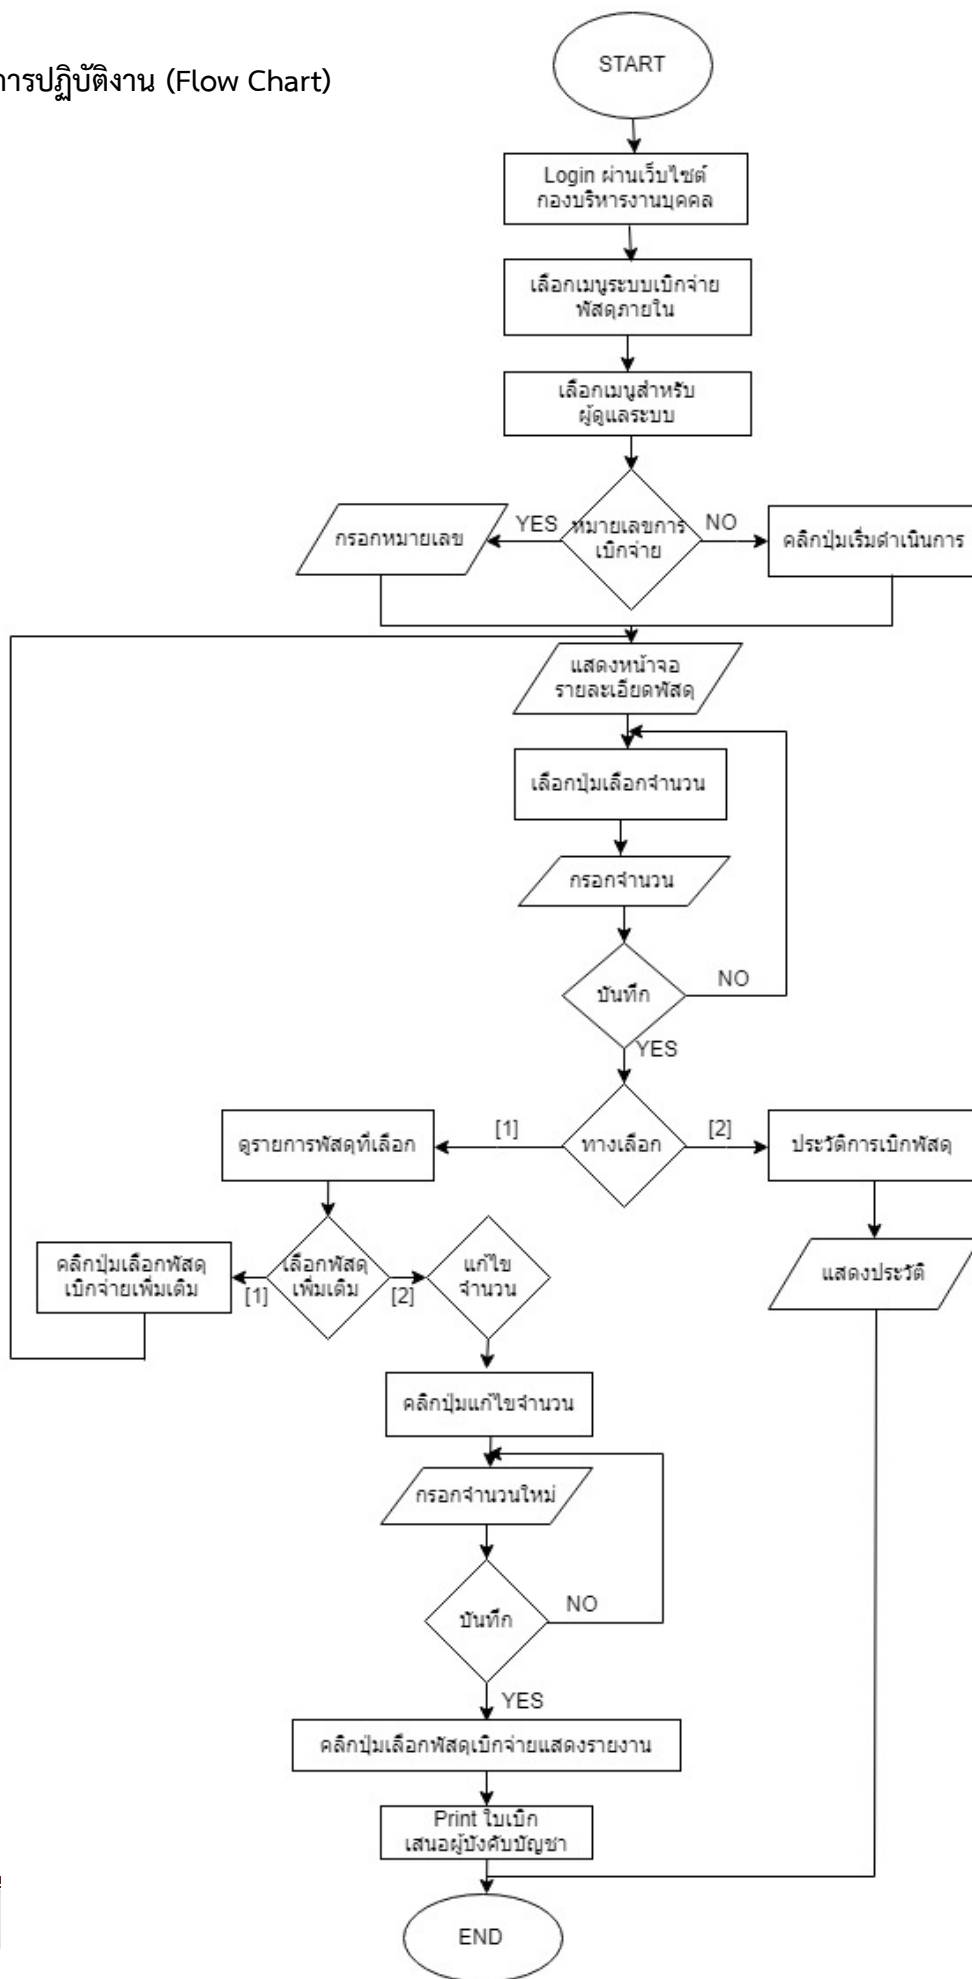 การปฏิบัติงาน (Flow Chart)
START
Login ผ่านเว็บไซต์
กองบริหารงานบุคคล
เลือกเมนูระบบเบิกจ่าย
พัสดุภายใน
เลือกเมนูสำหรับ
ผู้ดูแลระบบ
หมายเลขการ
เบิกจ่าย
YES
NO
กรอกหมายเลข
คลิกปุ่มเริ่มดำเนินการ
แสดงหน้าจอ
รายละเอียดพัสดุ
เลือกปุ่มเลือกจำนวน
กรอกจำนวน
บันทึก
NO
YES
ทางเลือก
[1]
[2]
ดูรายการพัสดุที่เลือก
ประวัติการเบิกพัสดุ
คลิกปุ่มเลือกพัสดุ
เบิกจ่ายเพิ่มเติม
[1]
เลือกพัสดุ
เพิ่มเติม
[2]
แก้ไข
จำนวน
แสดงประวัติ
คลิกปุ่มแก้ไขจำนวน
กรอกจำนวนใหม่
บันทึก
NO
YES
คลิกปุ่มเลือกพัสดุเบิกจ่ายแสดงรายงาน
Print ใบเบิก
เสนอผู้บังคับบัญชา
END